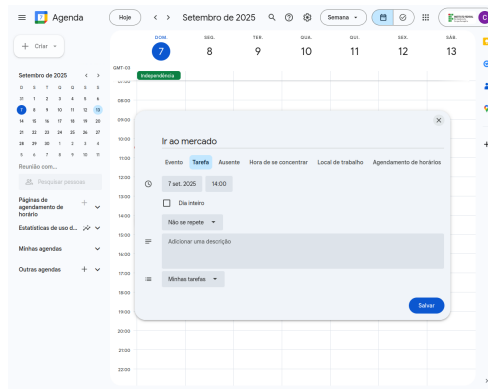 Agenda
Hoje
Setembro de 2025
Semana
Criar
Setembro de 2025
D S T Q Q S S
31 1 2 3 4 5 6
7 8 9 10 11 12 13
14 15 16 17 18 19 20
21 22 23 24 25 26 27
28 29 30 1 2 3 4
5 6 7 8 9 10 11
Reunião com...
Pesquisar pessoas
Páginas de
agendamento de
horário
Estatísticas de uso d...
Minhas agendas
Outras agendas
DOM. SEG. TER. QUA. QUI. SEX. SÁB.
7 8 9 10 11 12 13
GMT-03
Independência
07:00
08:00
09:00
10:00
11:00
12:00
13:00
14:00
15:00
16:00
17:00
18:00
19:00
20:00
21:00
22:00
Ir ao mercado
Evento Tarefa Ausente Hora de se concentrar Local de trabalho Agendamento de horários
7 set. 2025 14:00
Dia inteiro
Não se repete
Adicionar uma descrição
Minhas tarefas
Salvar